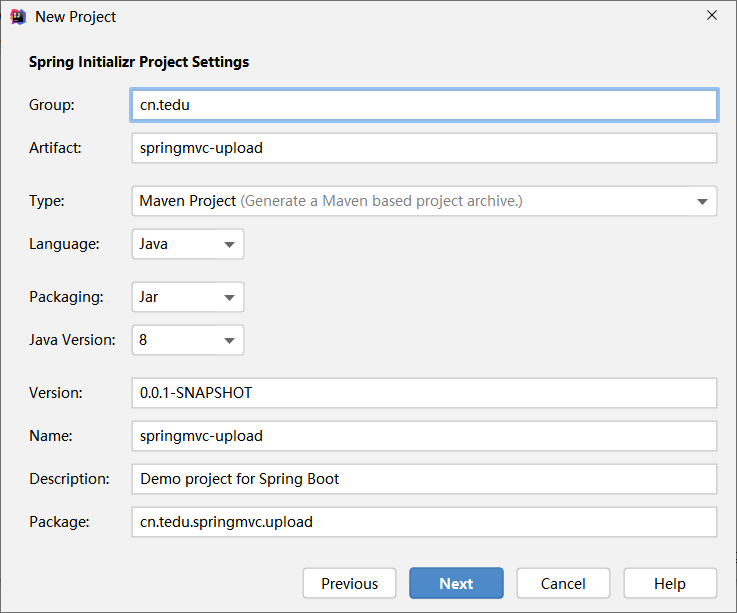 New Project
Spring Initializr Project Settings
Group: cn.tedu
Artifact: springmvc-upload
Type: Maven Project (Generate a Maven based project archive.)
Language: Java
Packaging: Jar
Java Version: 8
Version: 0.0.1-SNAPSHOT
Name: springmvc-upload
Description: Demo project for Spring Boot
Package: cn.tedu.springmvc.upload
Previous Next Cancel Help